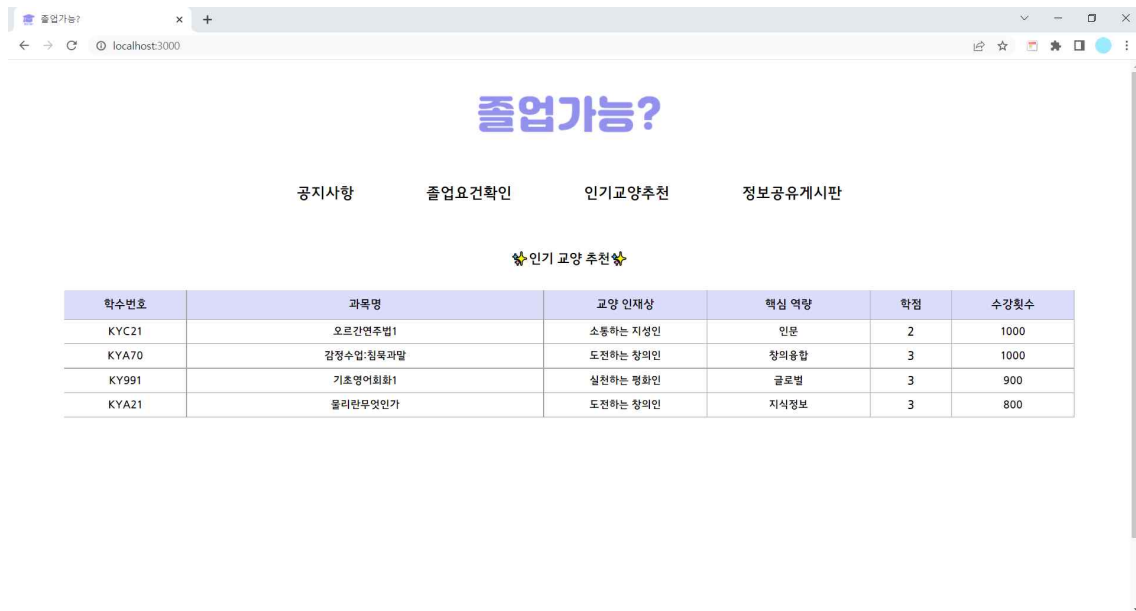 졸업가능?
localhost:3000
졸업가능?
공지사항 졸업요건확인 인기교양추천 정보공유게시판
✨인기 교양 추천✨
학수번호 과목명 교양 인재상 핵심 역량 학점 수강횟수
KYC21 오르간연주법1 소통하는 지성인 인문 2 1000
KYA70 감정수업:침묵과말 도전하는 창의인 창의융합 3 1000
KY991 기초영어회화1 실천하는 평화인 글로벌 3 900
KYA21 물리란무엇인가 도전하는 창의인 지식정보 3 800